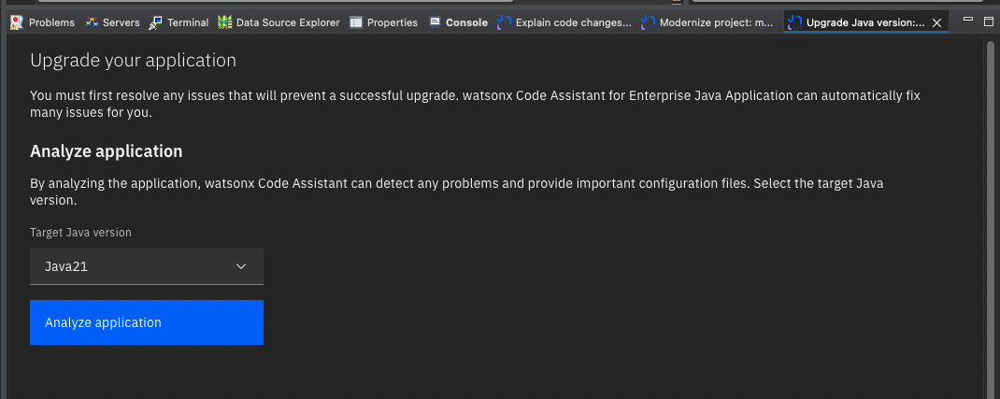 Problems Servers Terminal Data Source Explorer Properties Console Explain code changes... Modernize project: m... Upgrade Java version:...
Upgrade your application
You must first resolve any issues that will prevent a successful upgrade. watsonx Code Assistant for Enterprise Java Application can automatically fix
many issues for you.
Analyze application
By analyzing the application, watsonx Code Assistant can detect any problems and provide important configuration files. Select the target Java
version.
Target Java version
Java21
Analyze application